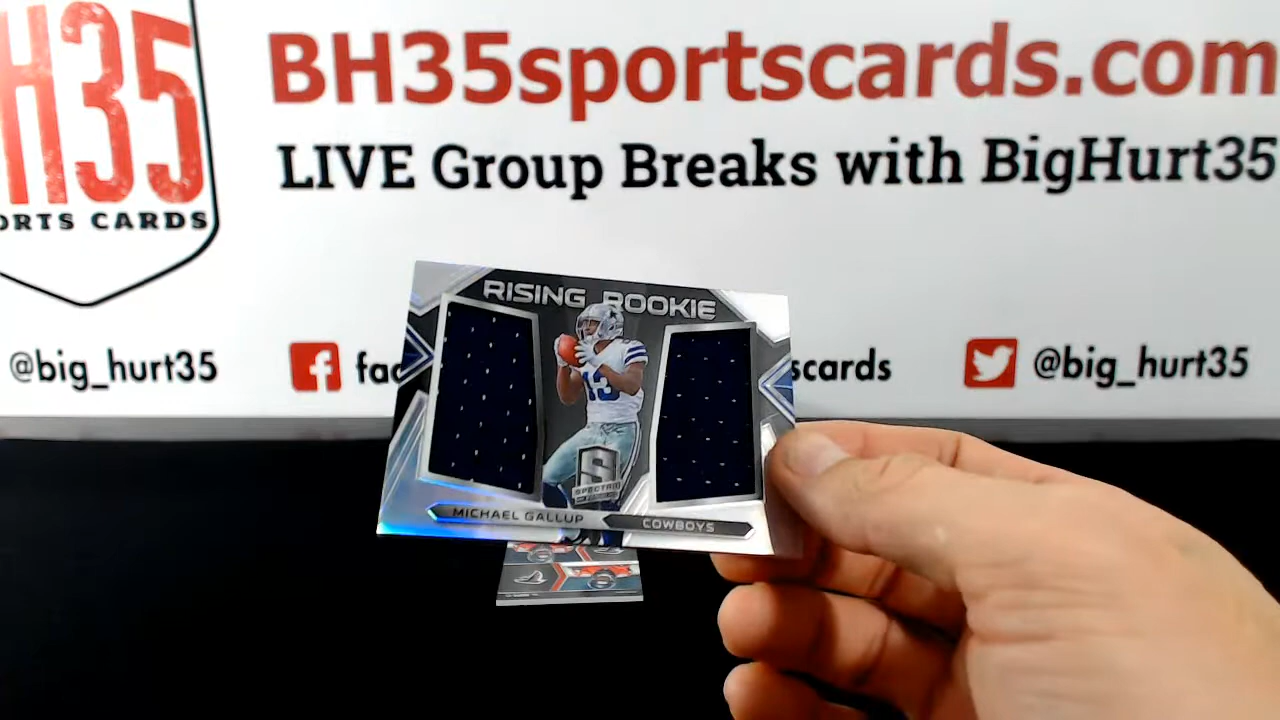 H35
ORTS CARDS
BH35sportscards.com
LIVE Group Breaks with BigHurt35
@big_hurt35
f fac
scards
@big_hurt35
RISING ROOKIE
13
S
SPECTRA
MICHAEL GALLUP
COWBOYS